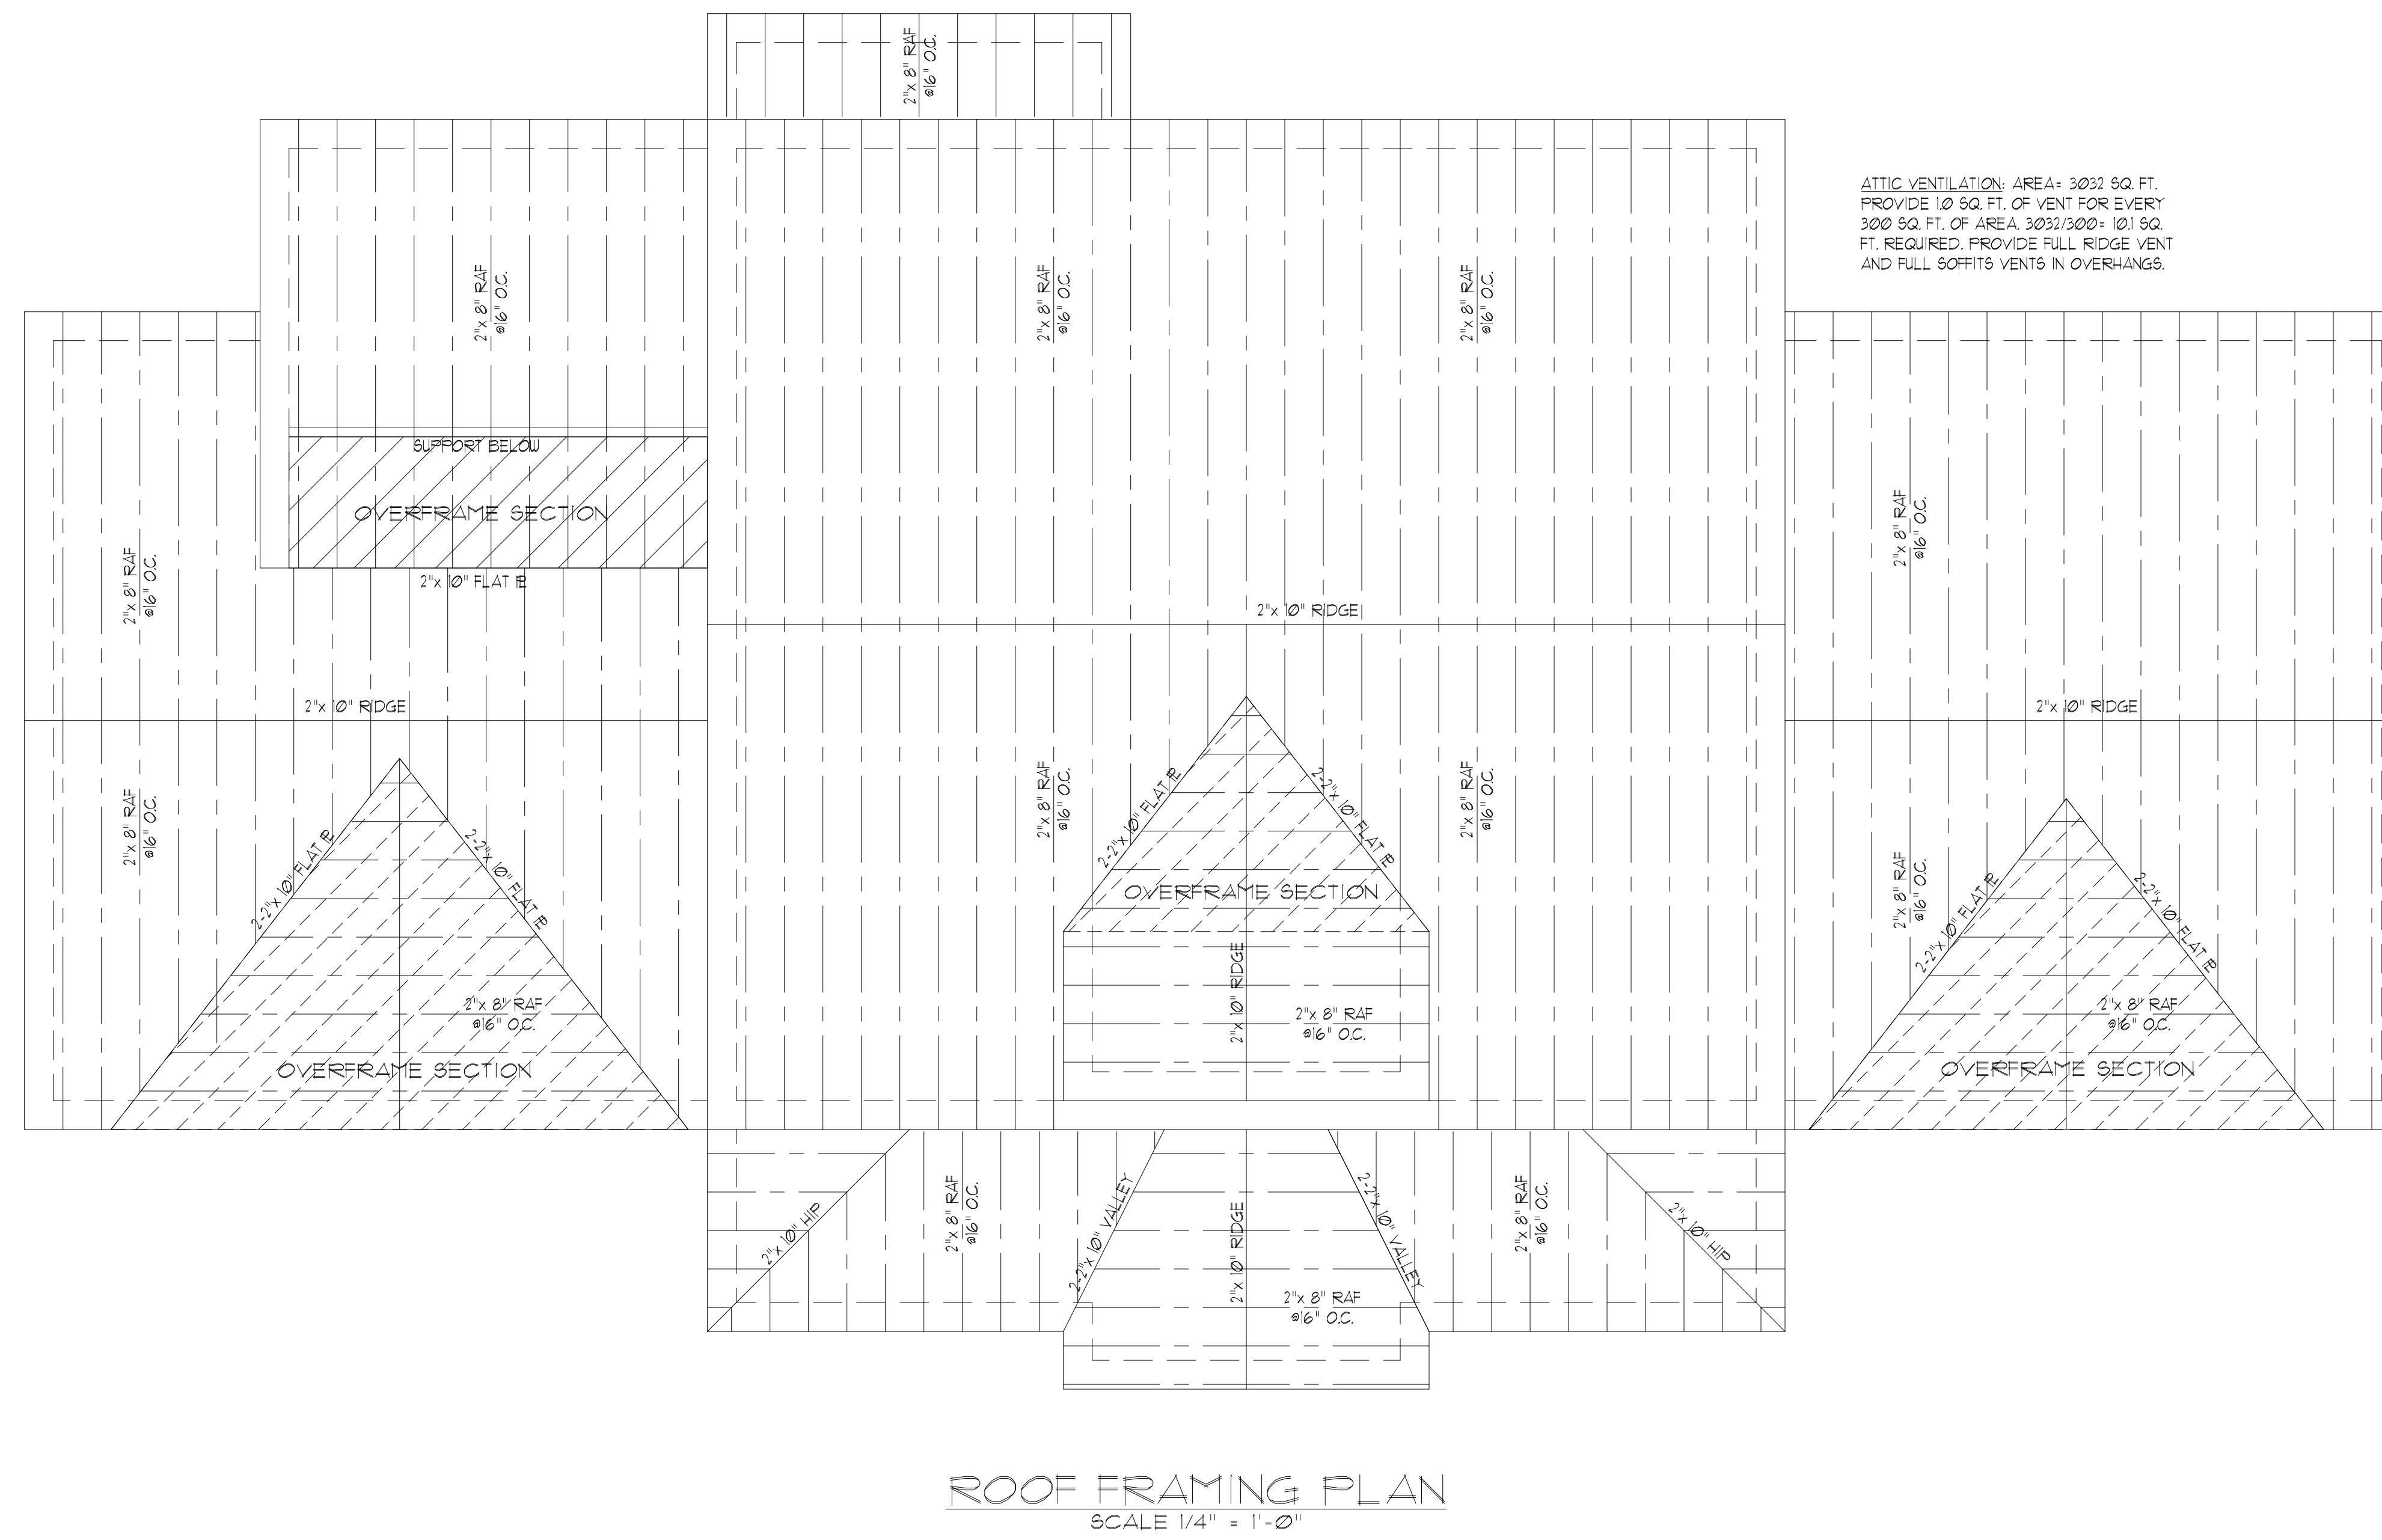 2"x 8" RAF
@16" O.C.
ATTIC VENTILATION: AREA= 3032 SQ. FT.
PROVIDE 1.0 SQ. FT. OF VENT FOR EVERY
300 SQ. FT. OF AREA. 3032/300= 10.1 SQ.
FT. REQUIRED. PROVIDE FULL RIDGE VENT
AND FULL SOFFITS VENTS IN OVERHANGS.
2"x 8" RAF
@16" O.C.
2"x 8" RAF
@16" O.C.
2"x 8" RAF
@16" O.C.
SUPPORT BELOW
OVERFRAME SECTION
2"x 10" FLAT PL
2"x 8" RAF
@16" O.C.
2"x 8" RAF
@16" O.C.
2"x 10" RIDGE
2"x 10" RIDGE
2"x 10" RIDGE
2"x 8" RAF
@16" O.C.
2-2"x 10" FLAT PL
2-2"x 10" FLAT PL
2"x 8" RAF
@16" O.C.
OVERFRAME SECTION
2"x 8" RAF
@16" O.C.
2-2"x 10" FLAT PL
2-2"x 10" FLAT PL
2"x 8" RAF
@16" O.C.
OVERFRAME SECTION
2"x 10" RIDGE
2"x 8" RAF
@16" O.C.
2"x 8" RAF
@16" O.C.
2-2"x 10" FLAT PL
2-2"x 10" FLAT PL
2"x 8" RAF
@16" O.C.
OVERFRAME SECTION
2"x 10" HIP
2"x 8" RAF
@16" O.C.
2-2"x 10" VALLEY
2"x 10" RIDGE
2-2"x 10" VALLEY
2"x 8" RAF
@16" O.C.
2"x 8" RAF
@16" O.C.
2"x 10" HIP
ROOF FRAMING PLAN
SCALE 1/4" = 1'-0"